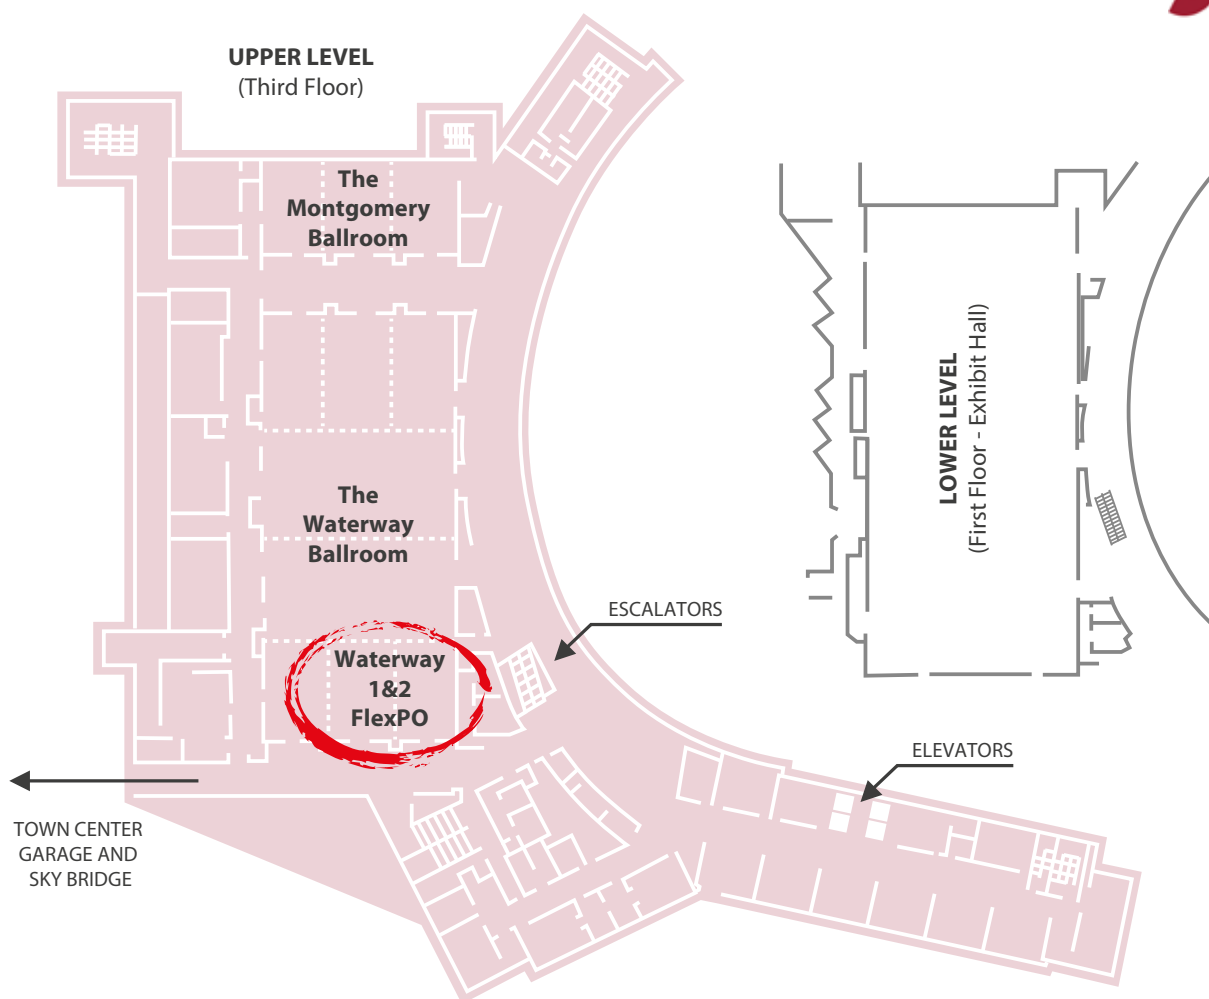 UPPER LEVEL
(Third Floor)
The
Montgomery
Ballroom
The
Waterway
Ballroom
Waterway
1&2
FlexPO
ESCALATORS
ELEVATORS
TOWN CENTER
GARAGE AND
SKY BRIDGE
LOWER LEVEL
(First Floor - Exhibit Hall)